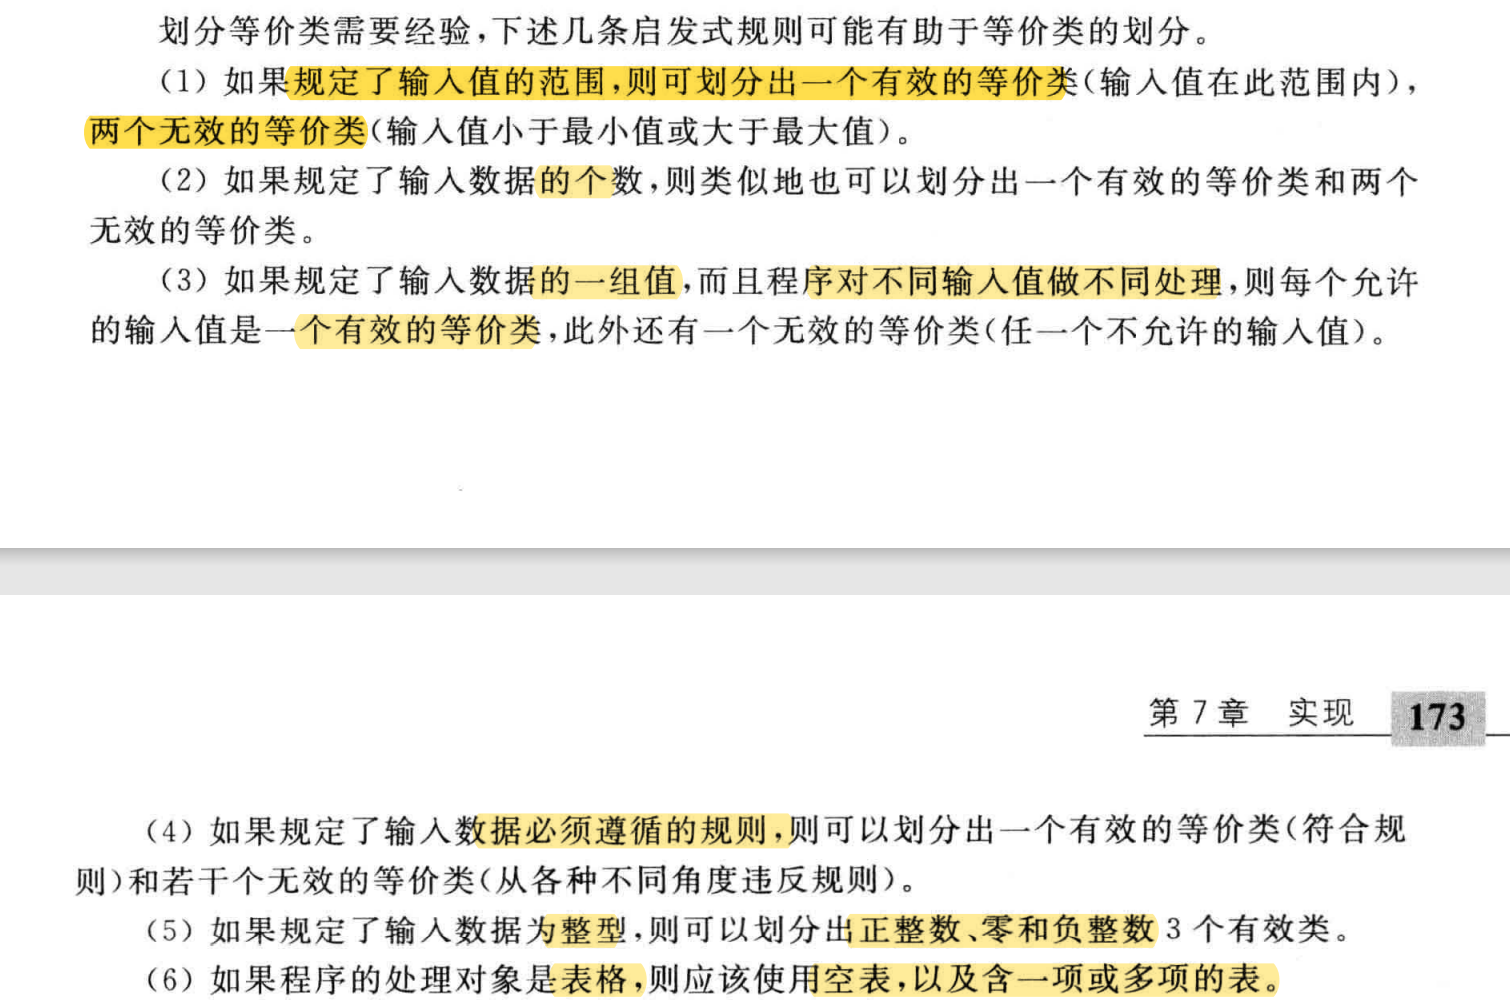 划分等价类需要经验,下述几条启发式规则可能有助于等价类的划分。
(1) 如果规定了输入值的范围,则可划分出一个有效的等价类(输入值在此范围内),
两个无效的等价类(输入值小于最小值或大于最大值)。
(2) 如果规定了输入数据的个数,则类似地也可以划分出一个有效的等价类和两个
无效的等价类。
(3) 如果规定了输入数据的一组值,而且程序对不同输入值做不同处理,则每个允许
的输入值是一个有效的等价类,此外还有一个无效的等价类(任一个不允许的输入值)。
第7章 实现 173
(4) 如果规定了输入数据必须遵循的规则,则可以划分出一个有效的等价类(符合规
则)和若干个无效的等价类(从各种不同角度违反规则)。
(5) 如果规定了输入数据为整型,则可以划分出正整数、零和负整数3个有效类。
(6) 如果程序的处理对象是表格,则应该使用空表,以及含一项或多项的表。